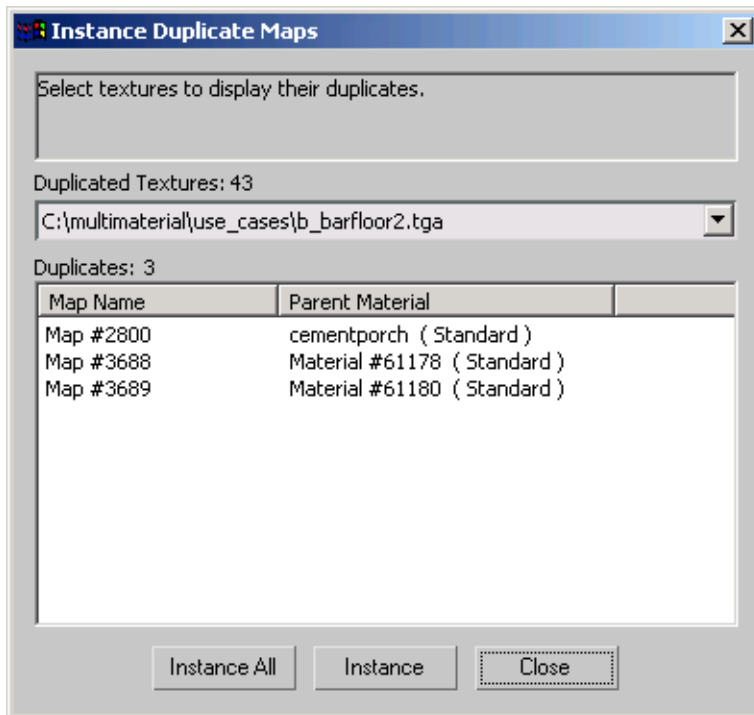 Instance Duplicate Maps
Select textures to display their duplicates.
Duplicated Textures: 43
C:\multimaterial\use_cases\b_barfloor2.tga
Duplicates: 3
Map Name Parent Material
Map #2800 cementporch ( Standard )
Map #3688 Material #61178 ( Standard )
Map #3689 Material #61180 ( Standard )
Instance All Instance Close